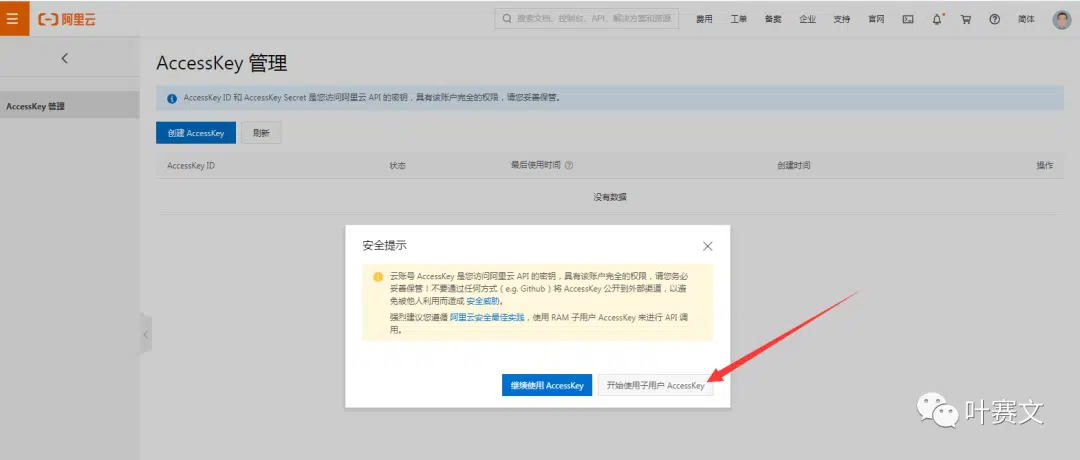 阿里云
搜索文档、控制台、API、解决方案和资源
费用 工单 备案 企业 支持 官网 简体
AccessKey 管理
AccessKey 管理
AccessKey ID 和 AccessKey Secret 是您访问阿里云 API 的密钥，具有该账户完全的权限，请您妥善保管。
创建 AccessKey 刷新
AccessKey ID 状态 最后使用时间 创建时间 操作
没有数据
安全提示
云账号 AccessKey 是您访问阿里云 API 的密钥，具有该账户完全的权限，请您务必
妥善保管！不要通过任何方式 ( e.g. Github ) 将 AccessKey 公开到外部渠道，以避
免被他人利用而造成 安全威胁。
强烈建议您遵循 阿里云安全最佳实践，使用 RAM 子用户 AccessKey 来进行 API 调
用。
继续使用 AccessKey 开始使用子用户 AccessKey
叶赛文